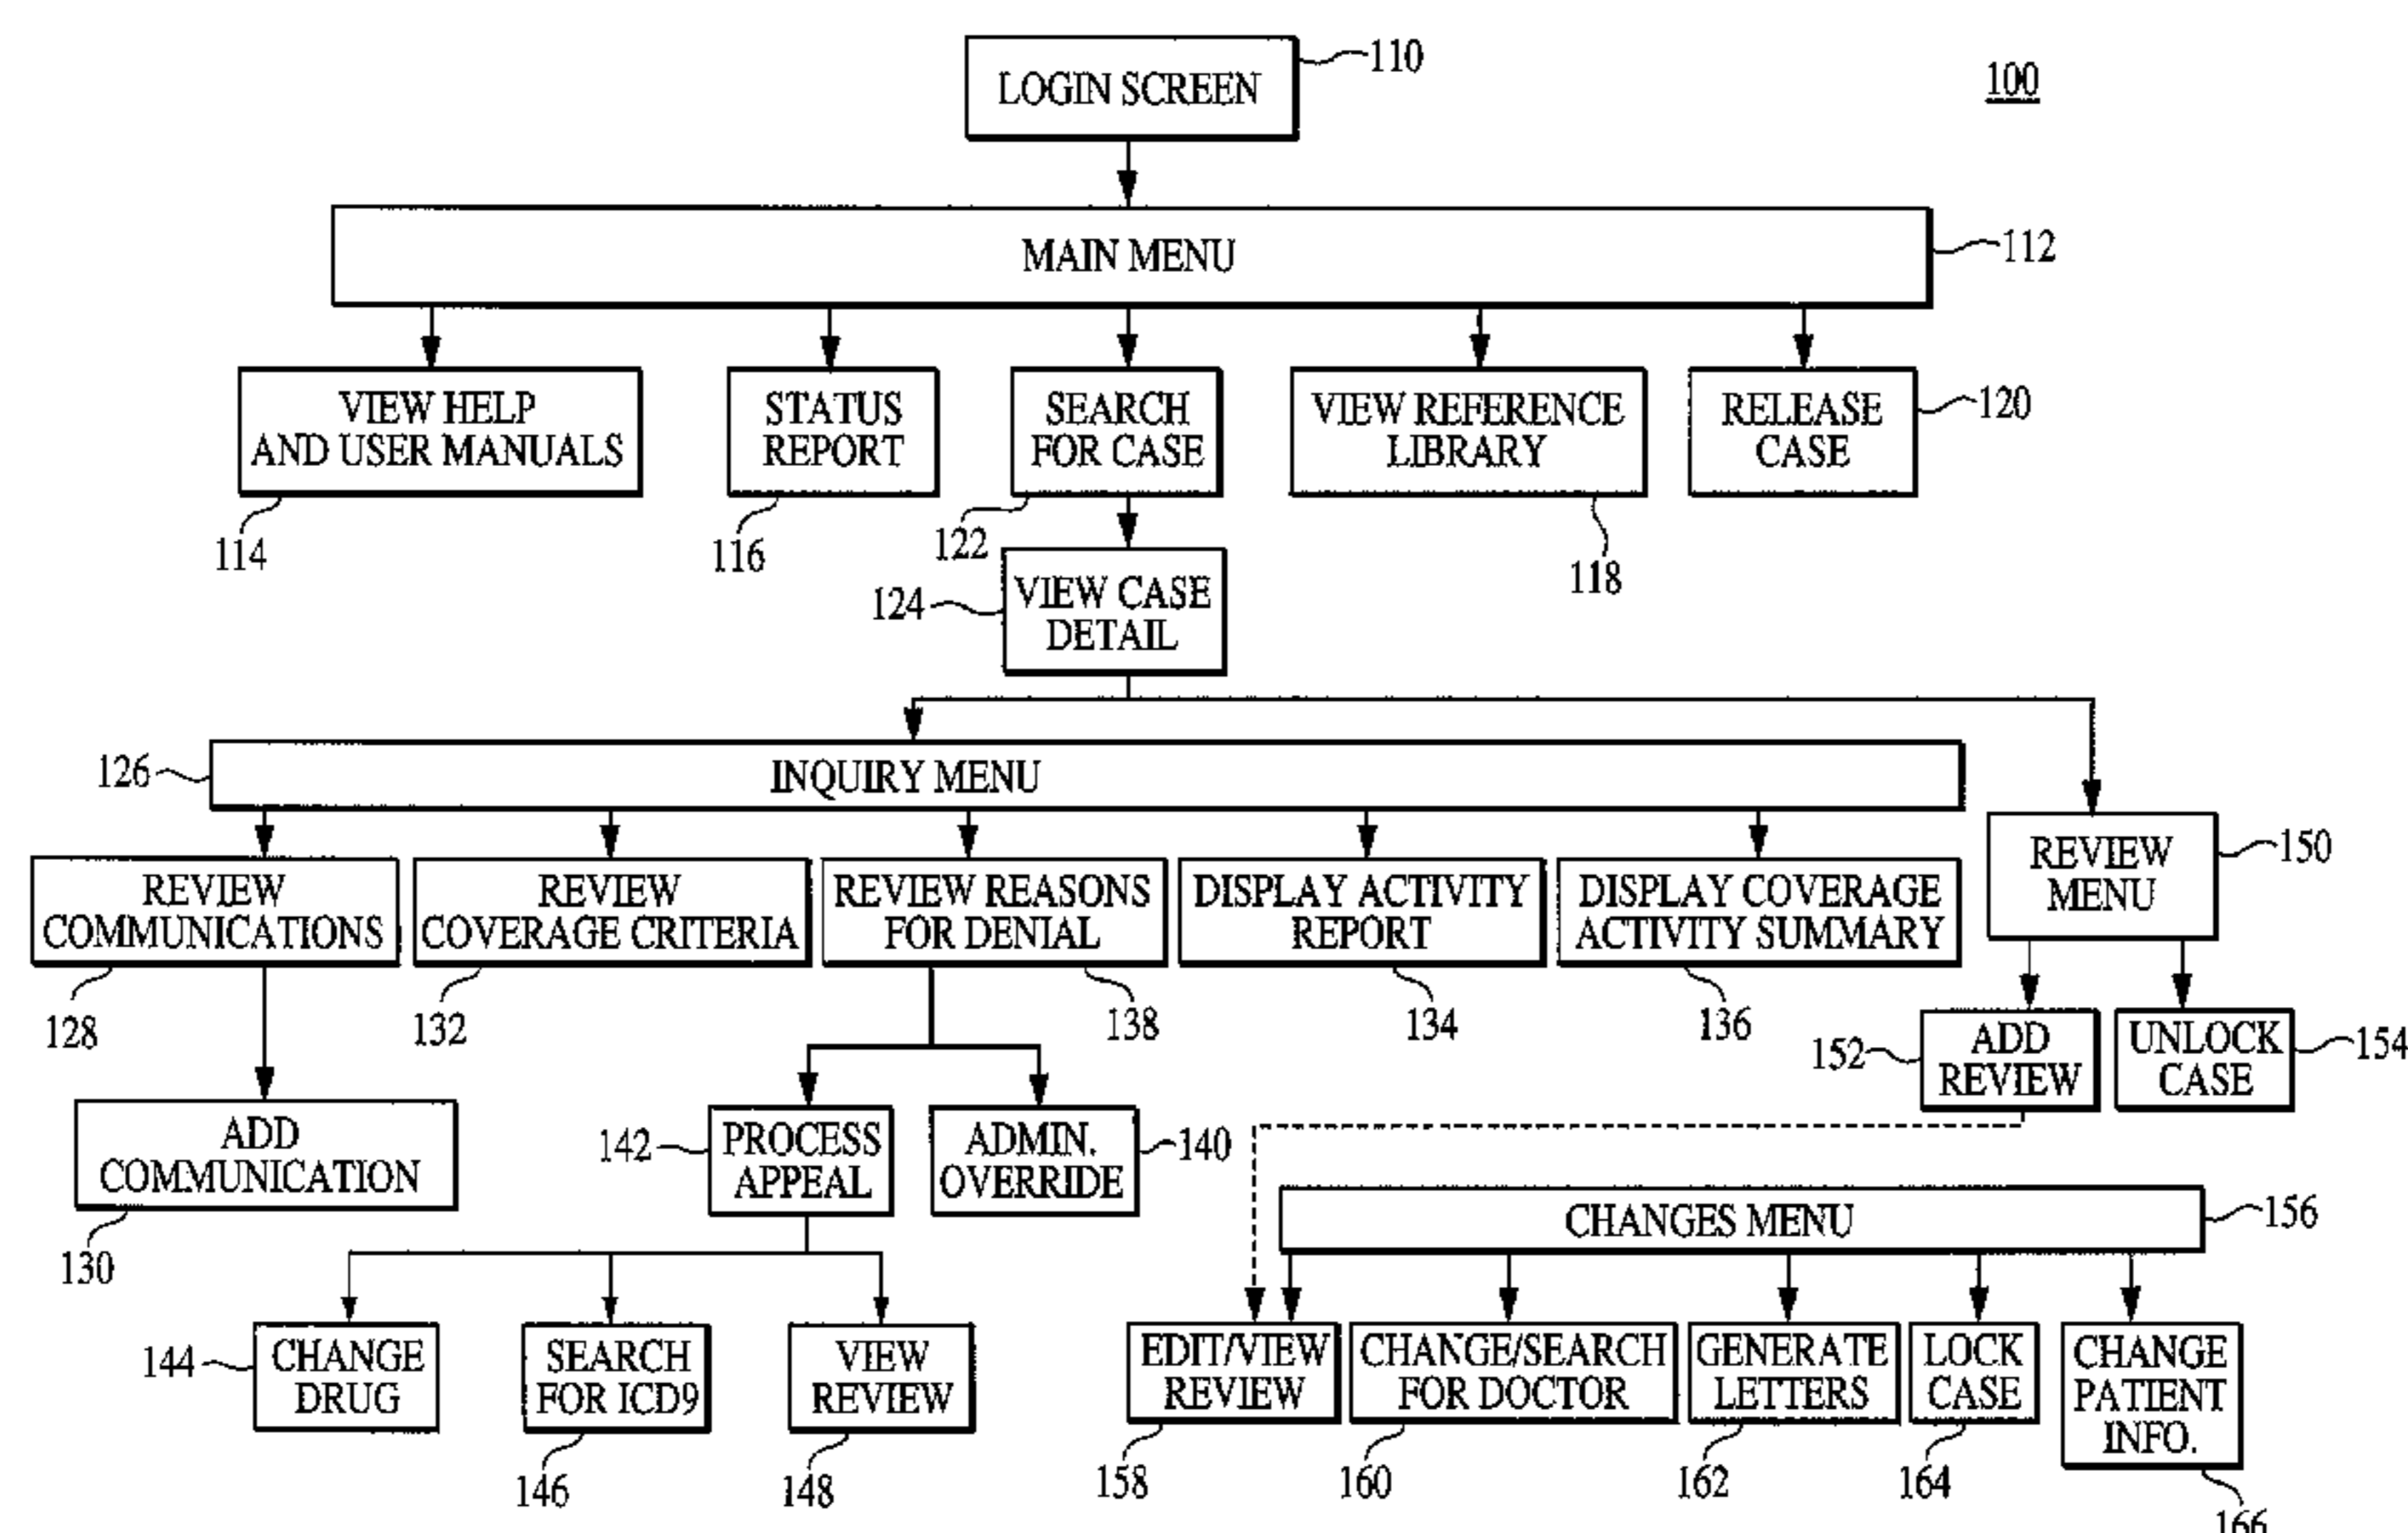 LOGIN SCREEN
110
100
MAIN MENU
112
VIEW HELP
AND USER MANUALS
114
STATUS
REPORT
116
SEARCH
FOR CASE
122
VIEW REFERENCE
LIBRARY
118
RELEASE
CASE
120
124
VIEW CASE
DETAIL
126
INQUIRY MENU
REVIEW
COMMUNICATIONS
128
REVIEW
COVERAGE CRITERIA
132
REVIEW REASONS
FOR DENIAL
138
DISPLAY ACTIVITY
REPORT
134
DISPLAY COVERAGE
ACTIVITY SUMMARY
136
REVIEW
MENU
150
152
ADD
REVIEW
UNLOCK
CASE
154
ADD
COMMUNICATION
130
142
PROCESS
APPEAL
ADMIN.
OVERRIDE
140
CHANGES MENU
156
144
CHANGE
DRUG
SEARCH
FOR ICD9
146
VIEW
REVIEW
148
EDIT/VIEW
REVIEW
158
CHANGE/SEARCH
FOR DOCTOR
160
GENERATE
LETTERS
162
LOCK
CASE
164
CHANGE
PATIENT
INFO.
166